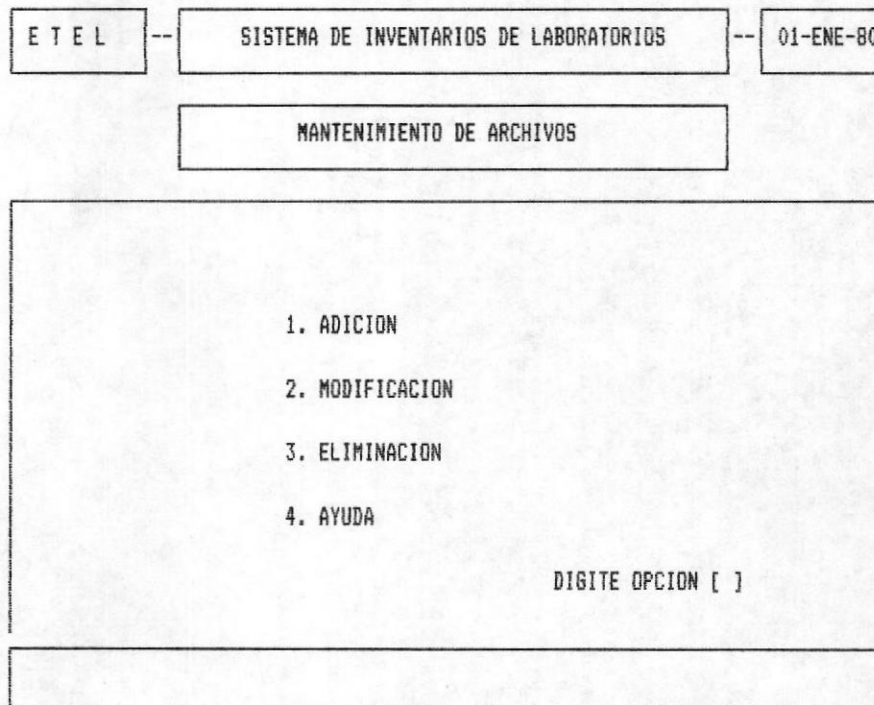 E T E L -- SISTEMA DE INVENTARIOS DE LABORATORIOS -- 01-ENE-80
MANTENIMIENTO DE ARCHIVOS
1. ADICION
2. MODIFICACION
3. ELIMINACION
4. AYUDA
DIGITE OPCION [ ]